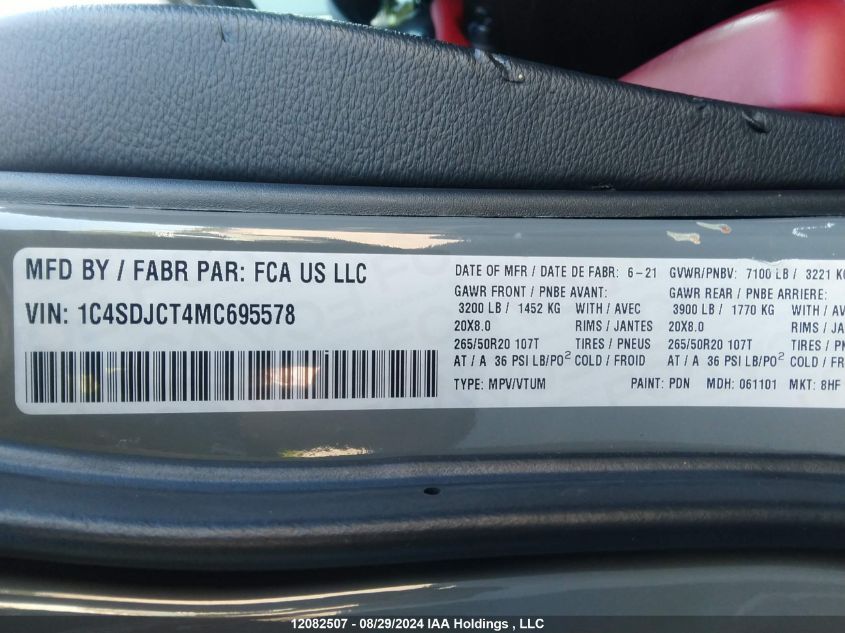 MFD BY / FABR PAR: FCA US LLC
VIN: 1C4SDJCT4MC695578
DATE OF MFR / DATE DE FABR: 6-21 GVWR/PNBV: 7100 LB / 3221 KG
GAWR FRONT / PNBE AVANT: GAWR REAR / PNBE ARRIERE:
3200 LB / 1452 KG WITH / AVEC 3900 LB / 1770 KG WITH /
20X8.0 RIMS / JANTES 20X8.0 RIMS /
265/50R20 107T TIRES / PNEUS 265/50R20 107T TIRES /
AT / A 36 PSI LB/PO² COLD / FROID AT / A 36 PSI LB/PO² COLD /
TYPE: MPV/VTUM PAINT: PDN MDH: 061101 MKT: 8HF
12082507 - 08/29/2024 IAA Holdings , LLC